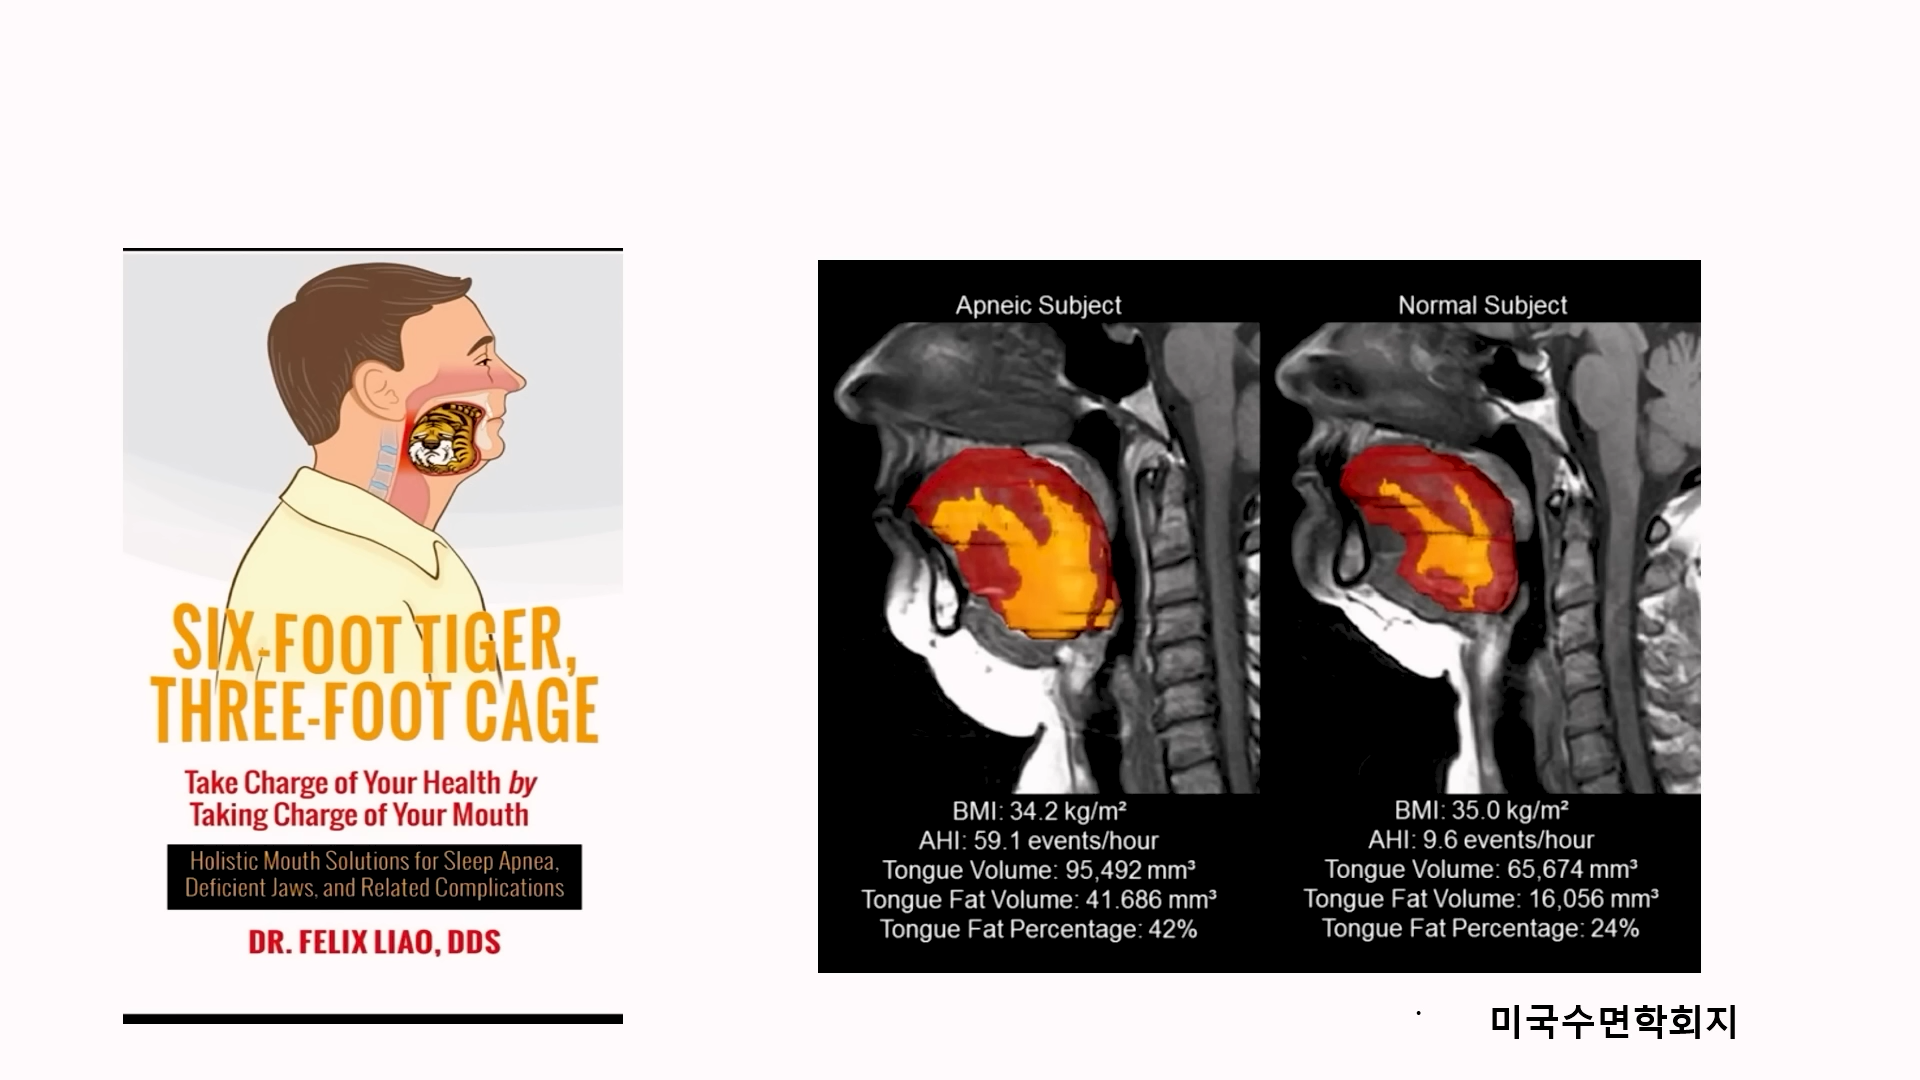 SIX-FOOT TIGER,
THREE-FOOT CAGE
Take Charge of Your Health by
Taking Charge of Your Mouth
Holistic Mouth Solutions for Sleep Apnea,
Deficient Jaws, and Related Complications
DR. FELIX LIAO, DDS
Apneic Subject
BMI: 34.2 kg/m²
AHI: 59.1 events/hour
Tongue Volume: 95,492 mm³
Tongue Fat Volume: 41.686 mm³
Tongue Fat Percentage: 42%
Normal Subject
BMI: 35.0 kg/m²
AHI: 9.6 events/hour
Tongue Volume: 65,674 mm³
Tongue Fat Volume: 16,056 mm³
Tongue Fat Percentage: 24%
· 미국수면학회지